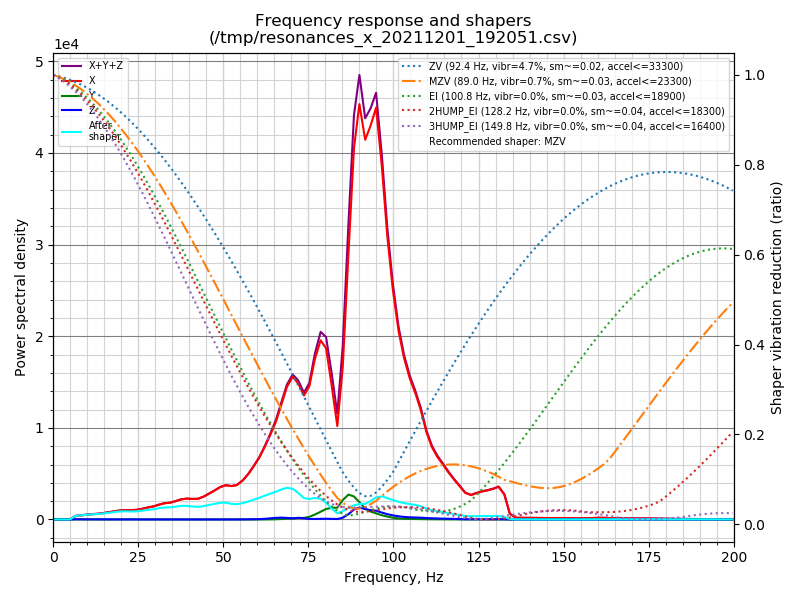 Frequency response and shapers
(/tmp/resonances_x_20211201_192051.csv)
1e4
X+Y+Z
X
Y
Z
After
shaper
ZV (92.4 Hz, vibr=4.7%, sm~=0.02, accel<=33300)
MZV (89.0 Hz, vibr=0.7%, sm~=0.03, accel<=23300)
EI (100.8 Hz, vibr=0.0%, sm~=0.03, accel<=18900)
2HUMP_EI (128.2 Hz, vibr=0.0%, sm~=0.04, accel<=18300)
3HUMP_EI (149.8 Hz, vibr=0.0%, sm~=0.04, accel<=16400)
Recommended shaper: MZV
Power spectral density
5
4
3
2
1
0
Shaper vibration reduction (ratio)
1.0
0.8
0.6
0.4
0.2
0.0
0 25 50 75 100 125 150 175 200
Frequency, Hz